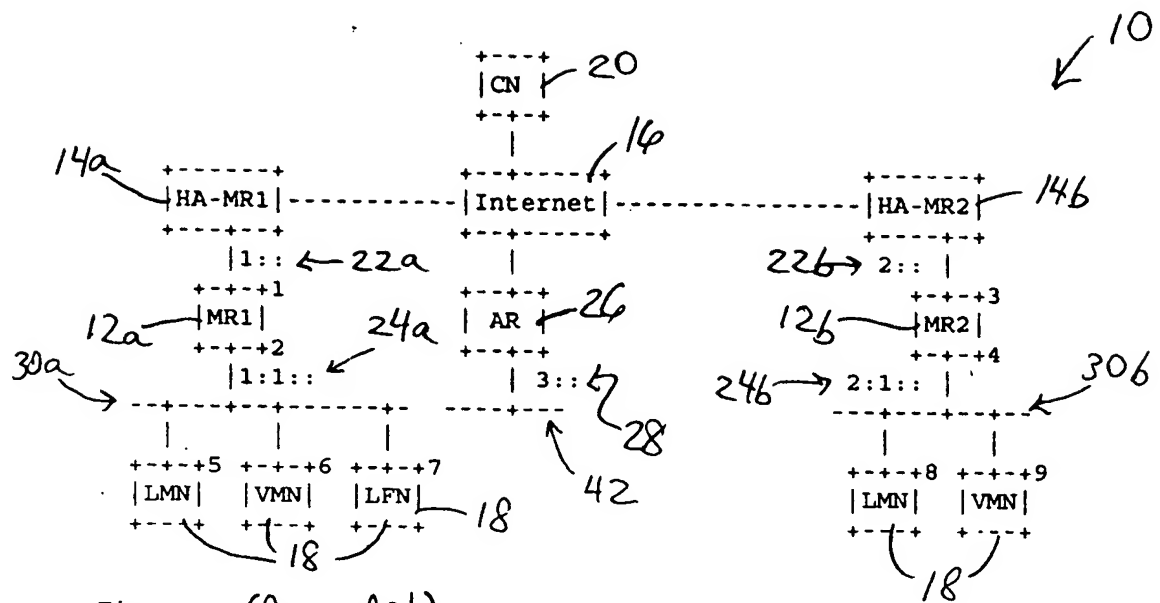 10
CN 20
16
14a HA-MR1 Internet HA-MR2 14b
1:: 22a 22b 2::
1 3
12a MR1 AR 26 12b MR2
2 4
30a 1:1:: 24a 3:: 28 24b 2:1:: 30b
42
5 6 7 8 9
LMN VMN LFN 18 LMN VMN
18 18